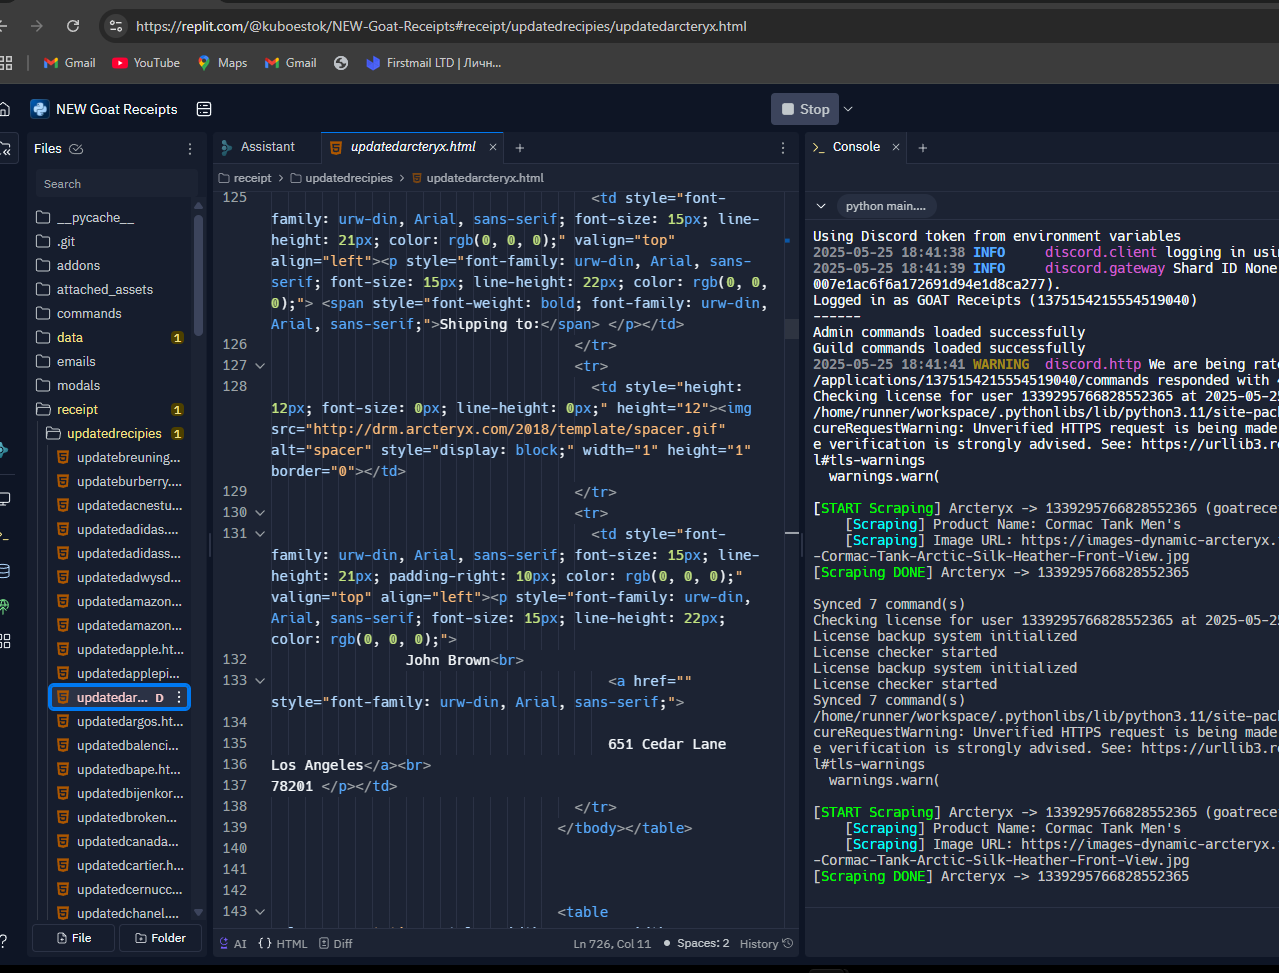 https://replit.com/@kuboestok/NEW-Goat-Receipts#receipt/updatedrecipies/updatedarcteryx.html
Gmail YouTube Maps Gmail Firstmail LTD | Личн...
NEW Goat Receipts
Stop
Files
Search
__pycache__
.git
addons
attached_assets
commands
data 1
emails
modals
receipt 1
updatedrecipies 1
updatebreuning...
updateburberry....
updatedacnestu...
updatedadidas....
updatedadidass...
updatedadwysd...
updatedamazon...
updatedamazon...
updatedapple.ht...
updatedapplepi...
updatedar... D
updatedargos.ht...
updatedbalenci...
updatedbape.ht...
updatedbijenkor...
updatedbroken...
updatedcanada...
updatedcartier.h...
updatedcernucc...
updatedchanel....
File Folder
Assistant updatedarcteryx.html
receipt > updatedrecipies > updatedarcteryx.html
125 <td style="font-
family: urw-din, Arial, sans-serif; font-size: 15px; line-
height: 21px; color: rgb(0, 0, 0);" valign="top"
align="left"><p style="font-family: urw-din, Arial, sans-
serif; font-size: 15px; line-height: 22px; color: rgb(0, 0,
0);"> <span style="font-weight: bold; font-family: urw-din,
Arial, sans-serif;">Shipping to:</span> </p></td>
126 </tr>
127 <tr>
128 <td style="height:
12px; font-size: 0px; line-height: 0px;" height="12"><img
src="http://drm.arcteryx.com/2018/template/spacer.gif"
alt="spacer" style="display: block;" width="1" height="1"
border="0"></td>
129 </tr>
130 <tr>
131 <td style="font-
family: urw-din, Arial, sans-serif; font-size: 15px; line-
height: 21px; padding-right: 10px; color: rgb(0, 0, 0);"
valign="top" align="left"><p style="font-family: urw-din,
Arial, sans-serif; font-size: 15px; line-height: 22px;
color: rgb(0, 0, 0);">
132 John Brown<br>
133 <a href=""
style="font-family: urw-din, Arial, sans-serif;">
134
135 651 Cedar Lane
136 Los Angeles</a><br>
137 78201 </p></td>
138 </tr>
139 </tbody></table>
140
141
142
143 <table
AI {} HTML Diff Ln 726, Col 11 Spaces: 2 History
Console
python main....
Using Discord token from environment variables
2025-05-25 18:41:38 INFO discord.client logging in usin
2025-05-25 18:41:39 INFO discord.gateway Shard ID None
007e1ac6f6a172691d94e1d8ca277).
Logged in as GOAT Receipts (1375154215554519040)
------
Admin commands loaded successfully
Guild commands loaded successfully
2025-05-25 18:41:41 WARNING discord.http We are being rate
/applications/1375154215554519040/commands responded with
Checking license for user 1339295766828552365 at 2025-05-25
/home/runner/workspace/.pythonlibs/lib/python3.11/site-pack
cureRequestWarning: Unverified HTTPS request is being made
e verification is strongly advised. See: https://urllib3.re
l#tls-warnings
warnings.warn(
[START Scraping] Arcteryx -> 1339295766828552365 (goatrece
[Scraping] Product Name: Cormac Tank Men's
[Scraping] Image URL: https://images-dynamic-arcteryx.
-Cormac-Tank-Arctic-Silk-Heather-Front-View.jpg
[Scraping DONE] Arcteryx -> 1339295766828552365
Synced 7 command(s)
Checking license for user 1339295766828552365 at 2025-05-25
License backup system initialized
License checker started
License backup system initialized
License checker started
Synced 7 command(s)
/home/runner/workspace/.pythonlibs/lib/python3.11/site-pack
cureRequestWarning: Unverified HTTPS request is being made
e verification is strongly advised. See: https://urllib3.re
l#tls-warnings
warnings.warn(
[START Scraping] Arcteryx -> 1339295766828552365 (goatrece
[Scraping] Product Name: Cormac Tank Men's
[Scraping] Image URL: https://images-dynamic-arcteryx.
-Cormac-Tank-Arctic-Silk-Heather-Front-View.jpg
[Scraping DONE] Arcteryx -> 1339295766828552365